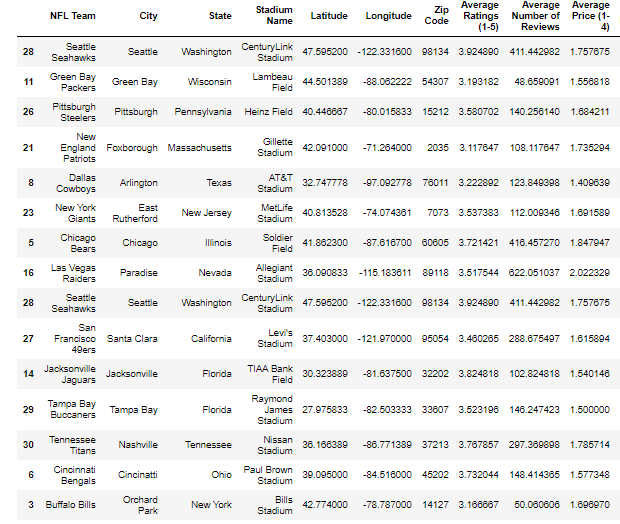 NFL Team City State Stadium Name Latitude Longitude Zip Code Average Ratings (1-5) Average Number of Reviews Average Price (1-4)
28 Seattle Seahawks Seattle Washington CenturyLink Stadium 47.595200 -122.331600 98134 3.924890 411.442982 1.757675
11 Green Bay Packers Green Bay Wisconsin Lambeau Field 44.501389 -88.062222 54307 3.193182 48.659091 1.556818
26 Pittsburgh Steelers Pittsburgh Pennsylvania Heinz Field 40.446667 -80.015833 15212 3.580702 140.256140 1.684211
21 New England Patriots Foxborough Massachusetts Gillette Stadium 42.091000 -71.264000 2035 3.117647 108.117647 1.735294
8 Dallas Cowboys Arlington Texas AT&T Stadium 32.747778 -97.092778 76011 3.222892 123.849398 1.409639
23 New York Giants East Rutherford New Jersey MetLife Stadium 40.813528 -74.074361 7073 3.537383 112.009346 1.691589
5 Chicago Bears Chicago Illinois Soldier Field 41.862300 -87.616700 60605 3.721421 416.457270 1.847947
16 Las Vegas Raiders Paradise Nevada Allegiant Stadium 36.090833 -115.183611 89118 3.517544 622.051037 2.022329
28 Seattle Seahawks Seattle Washington CenturyLink Stadium 47.595200 -122.331600 98134 3.924890 411.442982 1.757675
27 San Francisco 49ers Santa Clara California Levi's Stadium 37.403000 -121.970000 95054 3.460265 288.675497 1.615894
14 Jacksonville Jaguars Jacksonville Florida TIAA Bank Field 30.323889 -81.637500 32202 3.824818 102.824818 1.540146
29 Tampa Bay Buccaners Tampa Bay Florida Raymond James Stadium 27.975833 -82.503333 33607 3.523196 146.247423 1.500000
30 Tennessee Titans Nashville Tennessee Nissan Stadium 36.166389 -86.771389 37213 3.767857 297.369898 1.785714
6 Cincinnati Bengals Cincinatti Ohio Paul Brown Stadium 39.095000 -84.516000 45202 3.732044 148.414365 1.577348
3 Buffalo Bills Orchard Park New York Bills Stadium 42.774000 -78.787000 14127 3.166667 50.060606 1.696970